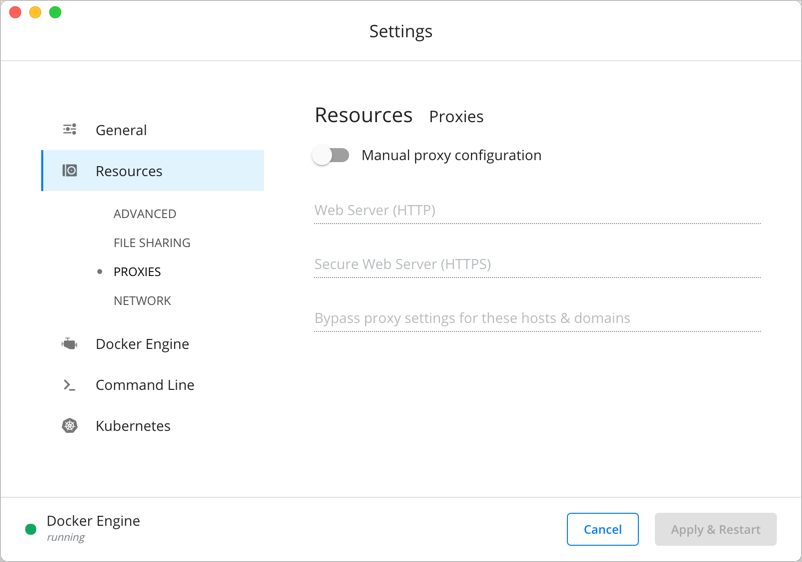 Settings
General
Resources
ADVANCED
FILE SHARING
PROXIES
NETWORK
Docker Engine
Command Line
Kubernetes
Resources Proxies
Manual proxy configuration
Web Server (HTTP)
Secure Web Server (HTTPS)
Bypass proxy settings for these hosts & domains
Docker Engine
running
Cancel
Apply & Restart